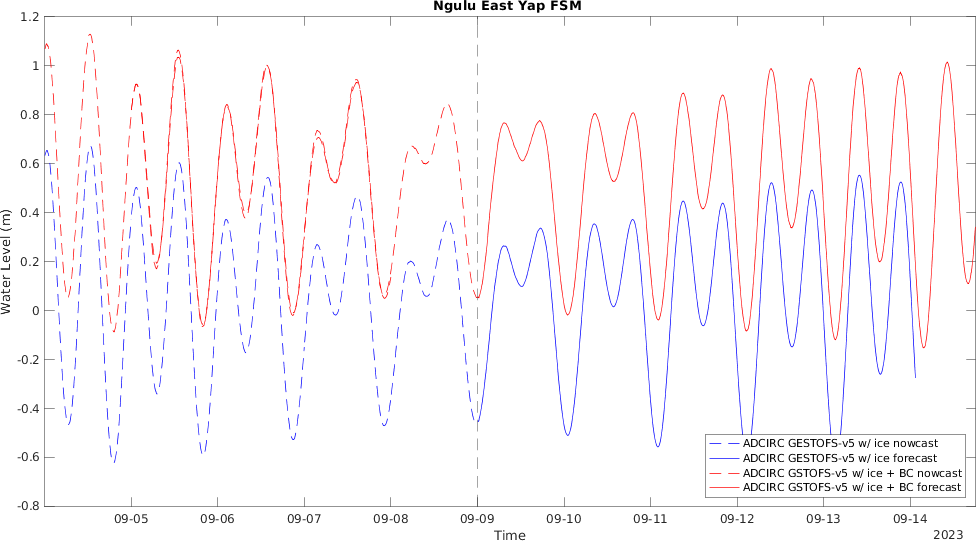 Ngulu East Yap FSM
1.2
1
0.8
0.6
0.4
0.2
0
-0.2
-0.4
-0.6
-0.8
Water Level (m)
ADCIRC GESTOFS-v5 w/ ice nowcast
ADCIRC GESTOFS-v5 w/ ice forecast
ADCIRC GSTOFS-v5 w/ ice + BC nowcast
ADCIRC GSTOFS-v5 w/ ice + BC forecast
09-05 09-06 09-07 09-08 09-09 09-10 09-11 09-12 09-13 09-14
Time
2023